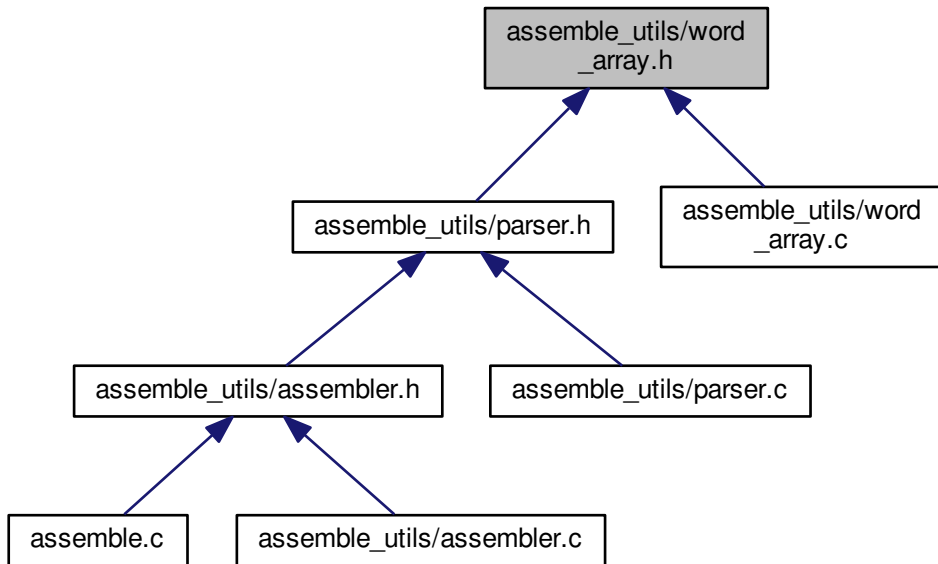 assemble_utils/word
_array.h
assemble_utils/parser.h
assemble_utils/word
_array.c
assemble_utils/assembler.h
assemble_utils/parser.c
assemble.c
assemble_utils/assembler.c